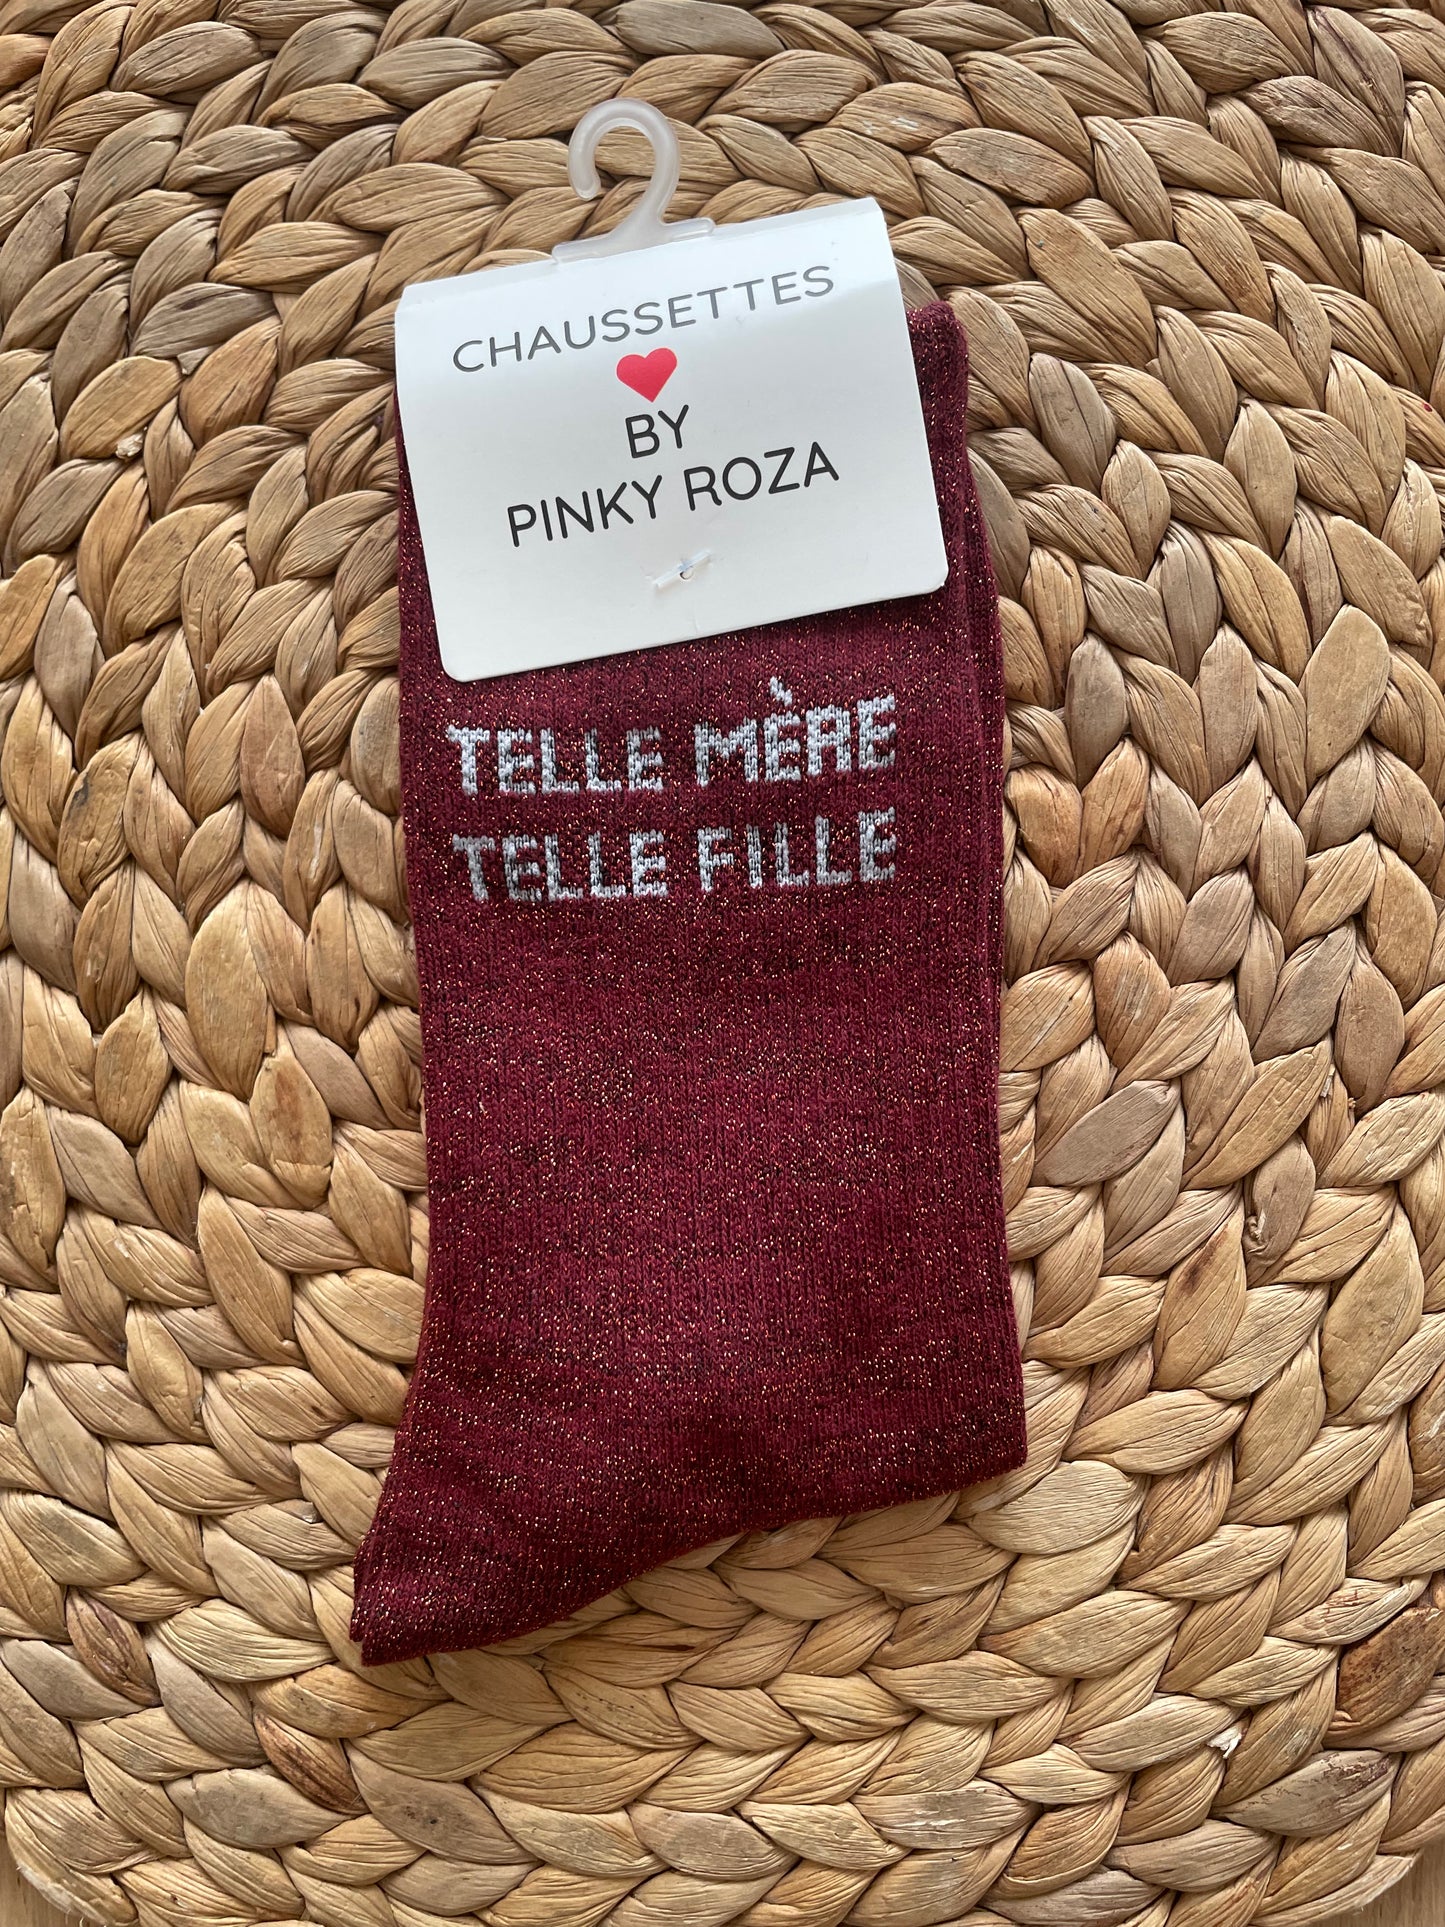 CHAUSSETTES
BY
PINKY ROZA
TELLE MÈRE
TELLE FILLE